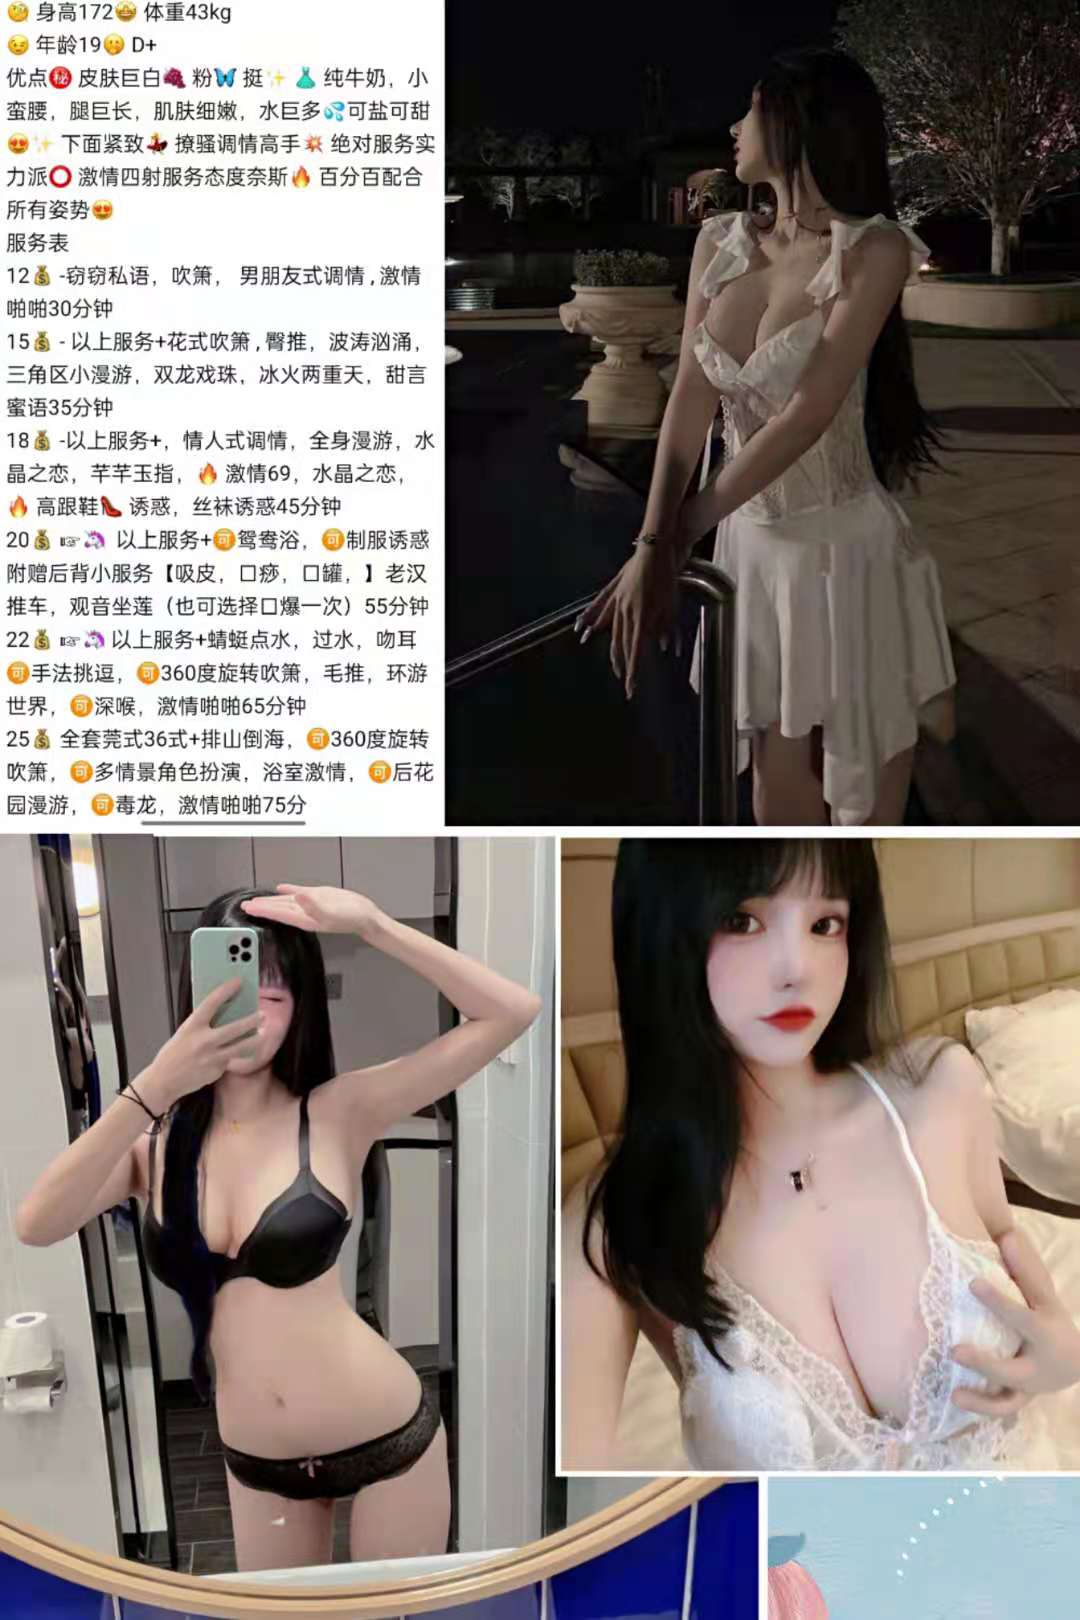 🧐 身高172🤩 体重43kg
😉 年龄19🤭 D+
优点㊙️ 皮肤巨白🍇 粉🦋 挺✨ 👗 纯牛奶，小
蛮腰，腿巨长，肌肤细嫩，水巨多💦可盐可甜
😍✨ 下面紧致💃 撩骚调情高手💥 绝对服务实
力派⭕ 激情四射服务态度奈斯🔥 百分百配合
所有姿势😍
服务表
12💰 -窃窃私语，吹箫， 男朋友式调情,激情
啪啪30分钟
15💰 - 以上服务+花式吹箫,臀推，波涛汹涌，
三角区小漫游，双龙戏珠，冰火两重天，甜言
蜜语35分钟
18💰 -以上服务+，情人式调情，全身漫游，水
晶之恋，芊芊玉指，🔥 激情69，水晶之恋，
🔥 高跟鞋👠 诱惑，丝袜诱惑45分钟
20💰 ☞🦄 以上服务+🉑鸳鸯浴，🉑制服诱惑
附赠后背小服务【吸皮，口痧，口罐，】老汉
推车，观音坐莲（也可选择口爆一次）55分钟
22💰 ☞🦄 以上服务+蜻蜓点水，过水，吻耳
🉑手法挑逗，🉑360度旋转吹箫，毛推，环游
世界，🉑深喉，激情啪啪65分钟
25💰 全套莞式36式+排山倒海，🉑360度旋转
吹箫，🉑多情景角色扮演，浴室激情，🉑后花
园漫游，🉑毒龙，激情啪啪75分